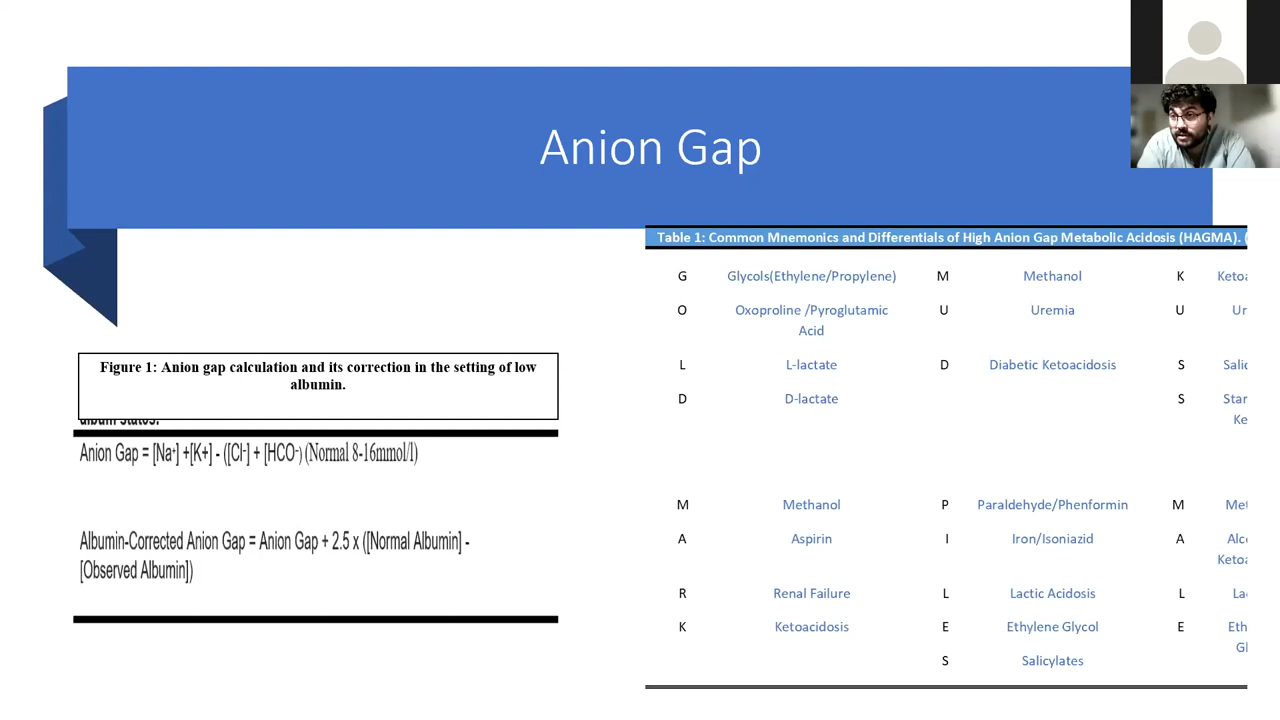 Anion Gap
Figure 1: Anion gap calculation and its correction in the setting of low
albumin.
Anion Gap = [Na⁺] +[K+] - ([Cl⁻] + [HCO⁻) (Normal 8-16mmol/l)
Albumin-Corrected Anion Gap = Anion Gap + 2.5 x ([Normal Albumin] -
[Observed Albumin])
Table 1: Common Mnemonics and Differentials of High Anion Gap Metabolic Acidosis (HAGMA). (
G Glycols(Ethylene/Propylene) M Methanol K
O Oxoproline /Pyroglutamic U Uremia U
Acid
L L-lactate D Diabetic Ketoacidosis S
D D-lactate S
M Methanol P Paraldehyde/Phenformin M
A Aspirin I Iron/Isoniazid A
R Renal Failure L Lactic Acidosis L
K Ketoacidosis E Ethylene Glycol E
S Salicylates